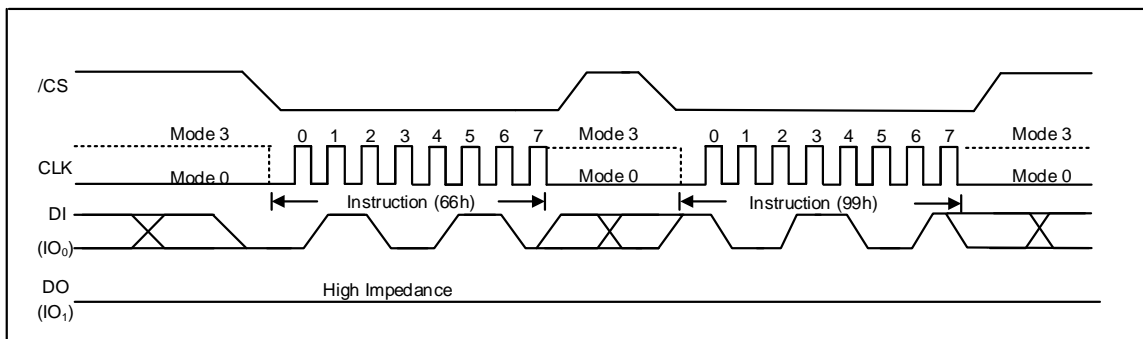 /CS
Mode 3 0 1 2 3 4 5 6 7 Mode 3 0 1 2 3 4 5 6 7 Mode 3
CLK
Mode 0 Mode 0 Mode 0
Instruction (66h) Instruction (99h)
DI
(IO0)
DO
(IO1)
High Impedance